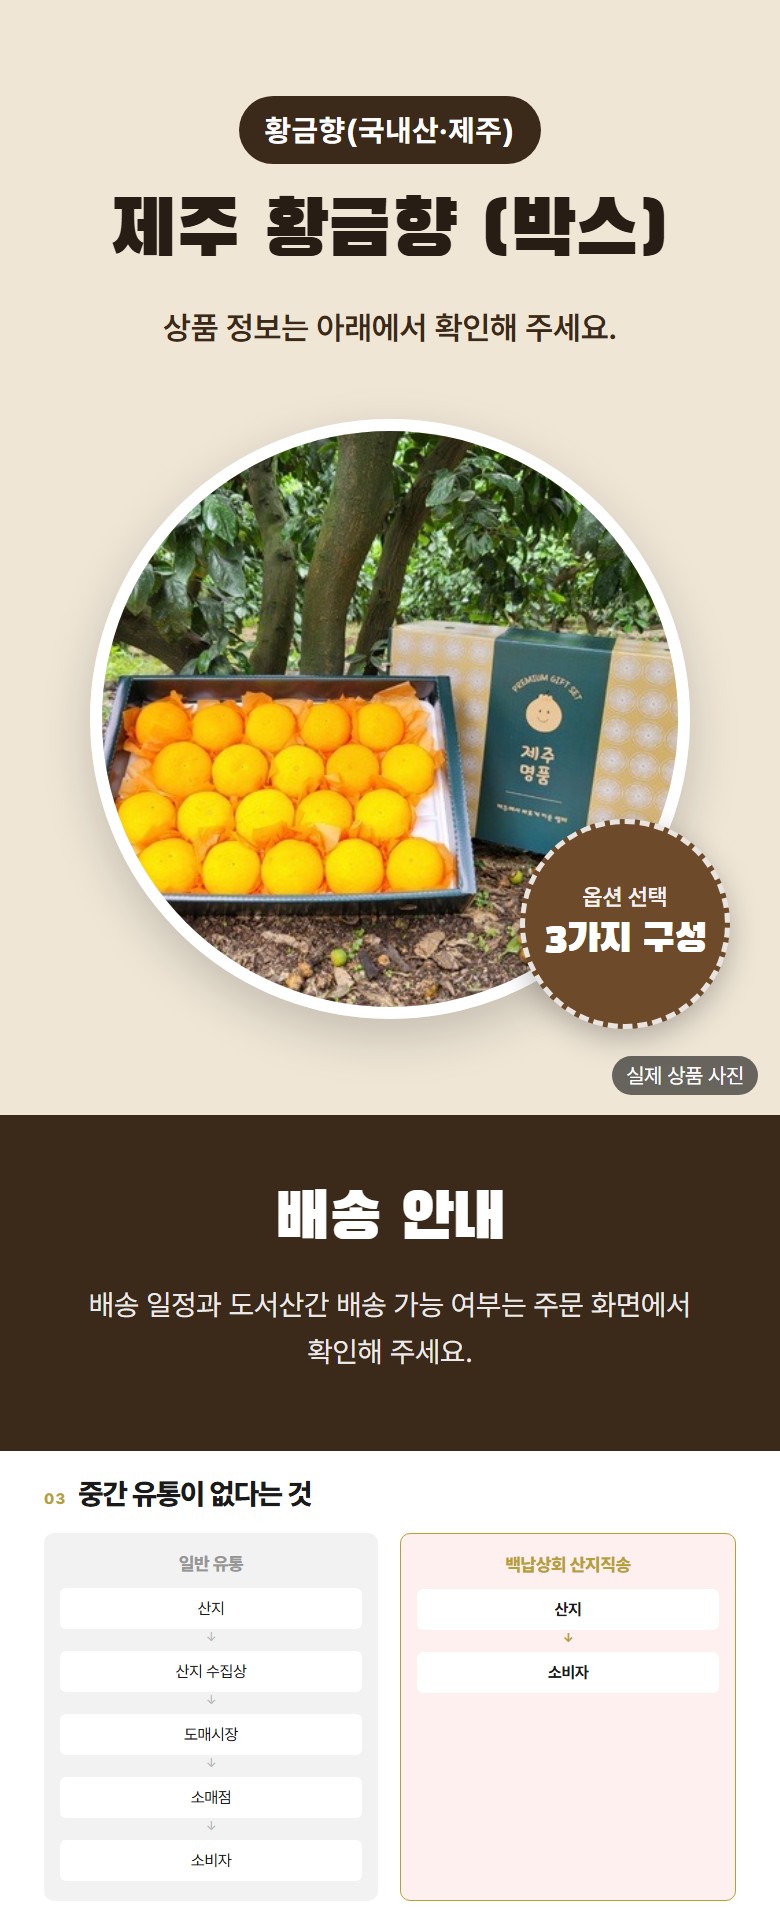 황금향(국내산·제주)
제주 황금향 (박스)
상품 정보는 아래에서 확인해 주세요.
PREMIUM GIFT SET
제주
명품
옵션 선택
3가지 구성
실제 상품 사진
배송 안내
배송 일정과 도서산간 배송 가능 여부는 주문 화면에서
확인해 주세요.
03 중간 유통이 없다는 것
일반 유통
산지
↓
산지 수집상
↓
도매시장
↓
소매점
↓
소비자
백납상회 산지직송
산지
↓
소비자